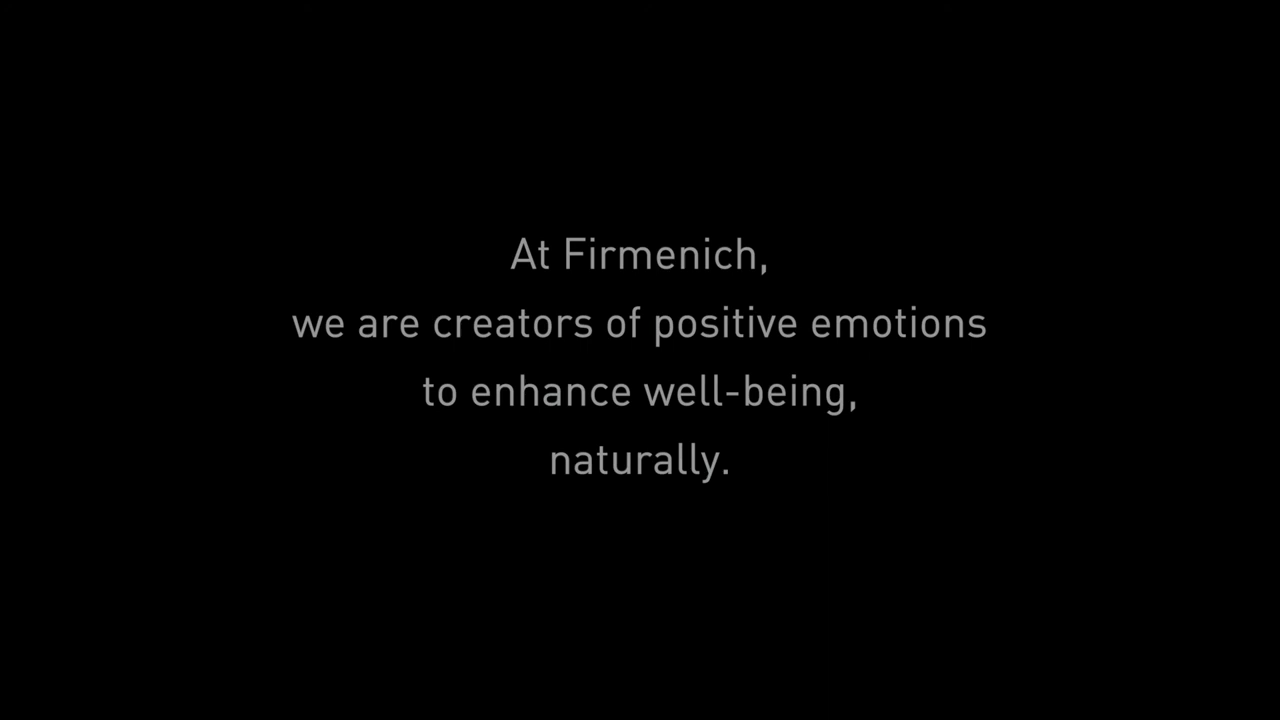 At Firmenich,
we are creators of positive emotions
to enhance well-being,
naturally.